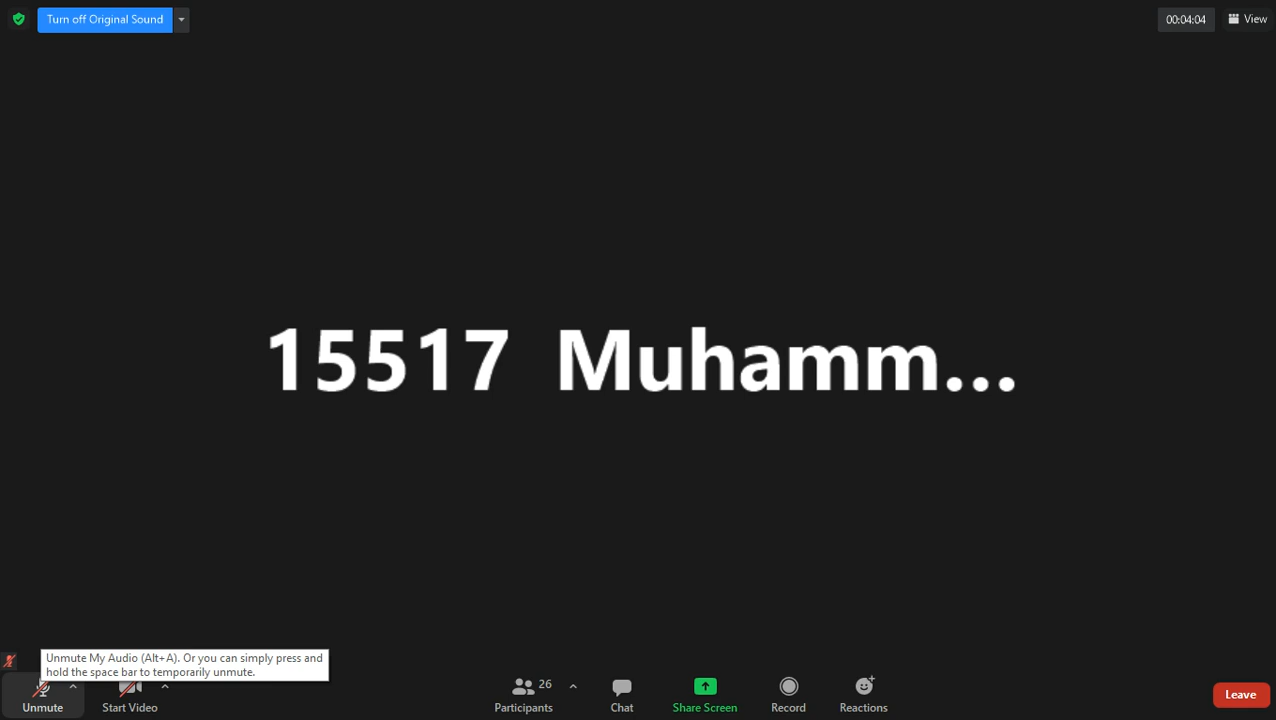 Turn off Original Sound
00:04:04
View
15517 Muhamm...
Unmute My Audio (Alt+A). Or you can simply press and
hold the space bar to temporarily unmute.
26
Unmute
Start Video
Participants
Chat
Share Screen
Record
Reactions
Leave